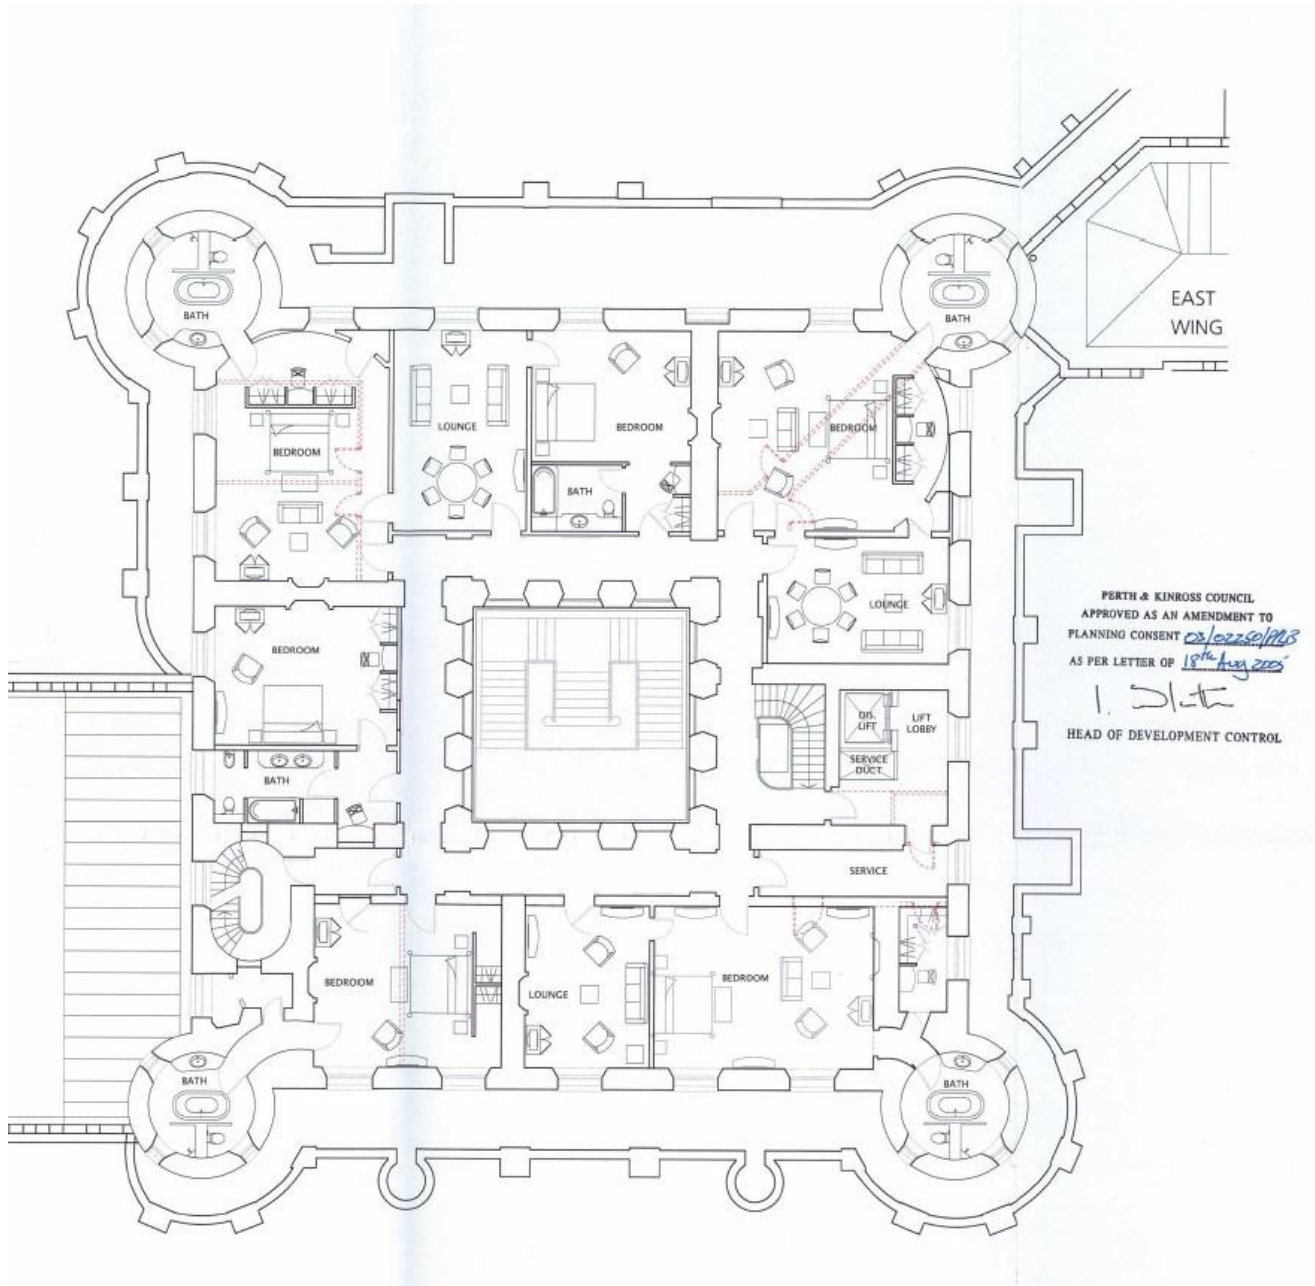 EAST
WING
BATH
BATH
LOUNGE
BEDROOM
BEDROOM
BEDROOM
BATH
LOUNGE
BEDROOM
DIS.
LIFT
LIFT
LOBBY
SERVICE
DUCT
BATH
SERVICE
BEDROOM
LOUNGE
BEDROOM
BATH
BATH
PERTH & KINROSS COUNCIL
APPROVED AS AN AMENDMENT TO
PLANNING CONSENT 03/02250/
AS PER LETTER OF 18th Aug 2005
HEAD OF DEVELOPMENT CONTROL